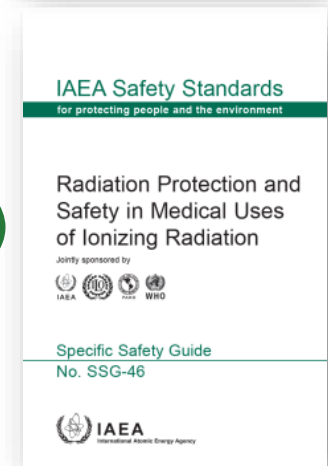 IAEA Safety Standards
for protecting people and the environment
Radiation Protection and
Safety in Medical Uses
of Ionizing Radiation
Jointly sponsored by
IAEA PAHO WHO
Specific Safety Guide
No. SSG-46
IAEA
International Atomic Energy Agency